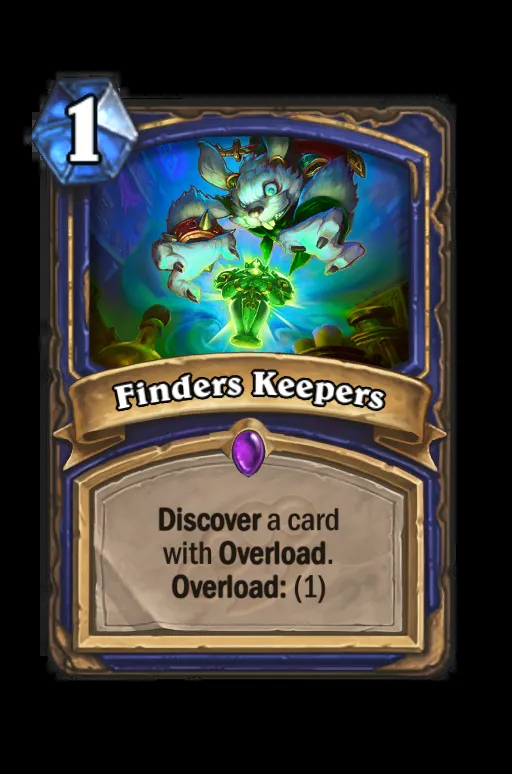 1
Finders Keepers
Discover a card
with Overload.
Overload: (1)